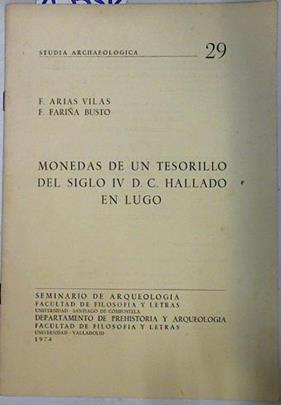 STUDIA ARCHAEOLOGICA 29
F. ARIAS VILAS
F. FARIÑA BUSTO
MONEDAS DE UN TESORILLO
DEL SIGLO IV D. C. HALLADO
EN LUGO
SEMINARIO DE ARQUEOLOGIA
FACULTAD DE FILOSOFIA Y LETRAS
UNIVERSIDAD - SANTIAGO DE COMPOSTELA
DEPARTAMENTO DE PREHISTORIA Y ARQUEOLOGIA
FACULTAD DE FILOSOFIA Y LETRAS
UNIVERSIDAD - VALLADOLID
1974